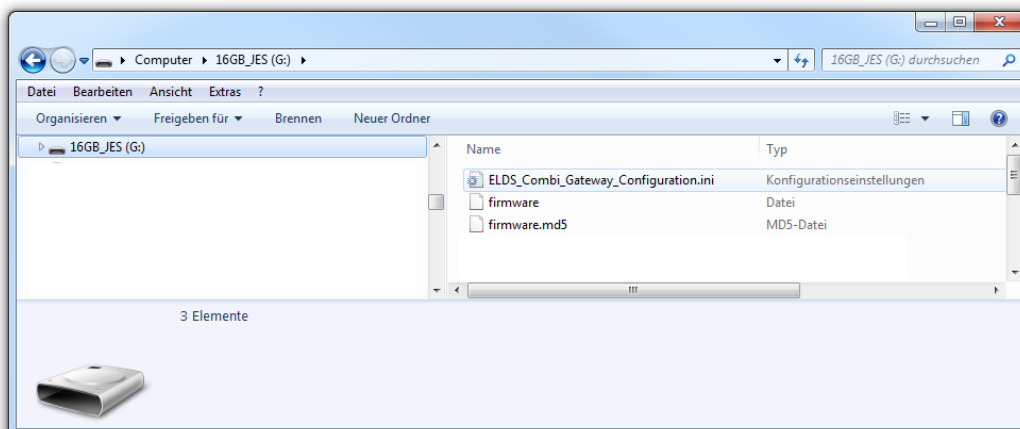 Computer 16GB_JES (G:) 16GB_JES (G:) durchsuchen
Datei Bearbeiten Ansicht Extras ?
Organisieren Freigeben für Brennen Neuer Ordner
16GB_JES (G:)
Name Typ
ELDS_Combi_Gateway_Configuration.ini Konfigurationseinstellungen
firmware Datei
firmware.md5 MD5-Datei
3 Elemente